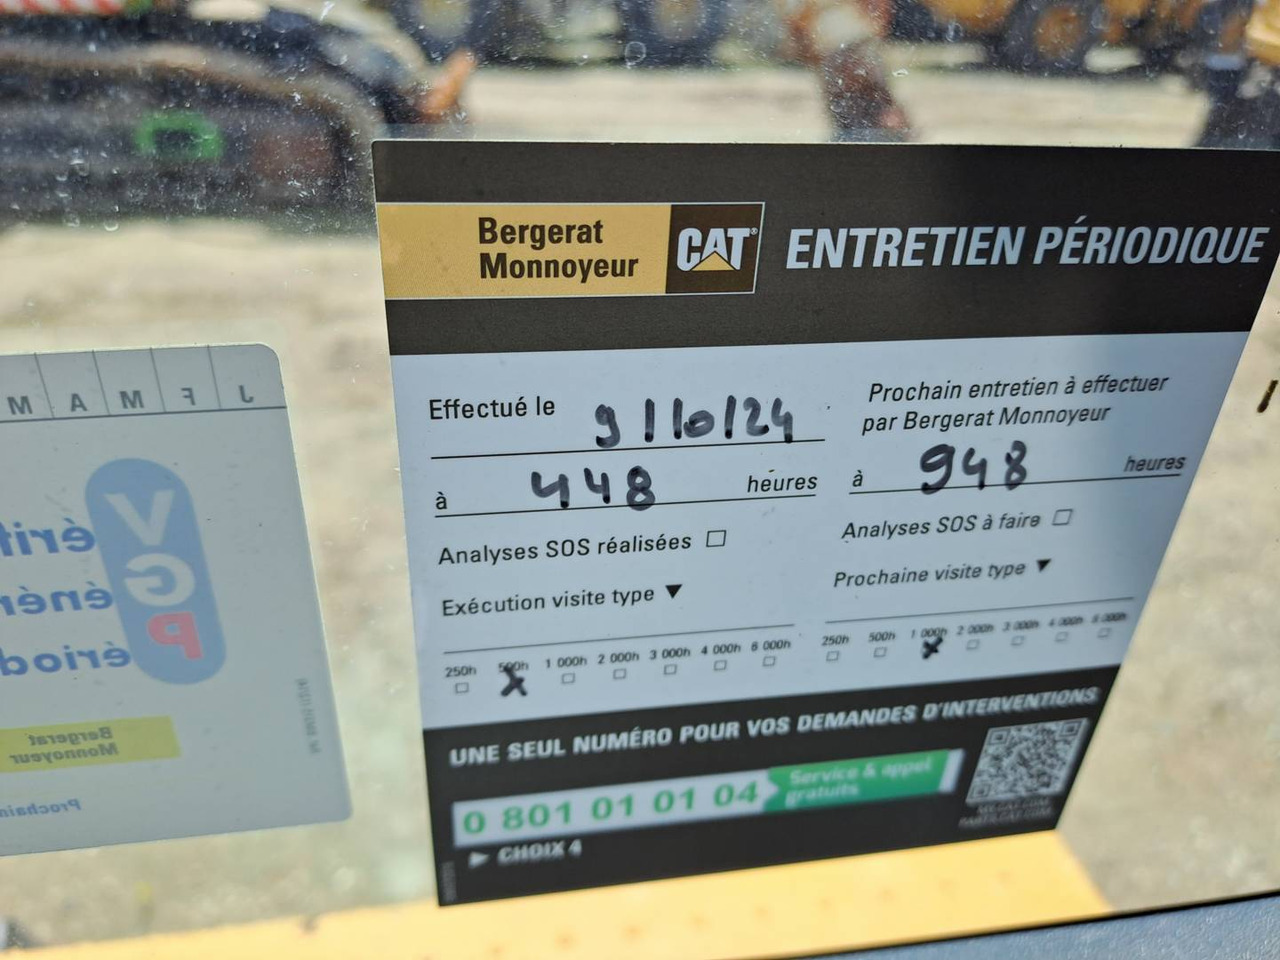 Bergerat
Monnoyeur
CAT
ENTRETIEN PÉRIODIQUE
Effectué le 9/10/24
à 448 heures
Analyses SOS réalisées
Exécution visite type ▼
250h 500h 1 000h 2 000h 3 000h 4 000h 6 000h
Prochain entretien à effectuer
par Bergerat Monnoyeur
à 948 heures
Analyses SOS à faire
Prochaine visite type ▼
250h 500h 1 000h 2 000h 3 000h 4 000h 6 000h
UNE SEUL NUMÉRO POUR VOS DEMANDES D'INTERVENTIONS
0 801 01 01 04
Service & appel
gratuits
► CHOIX 4
J F M A M
VGP
Bergerat
Monnoyeur